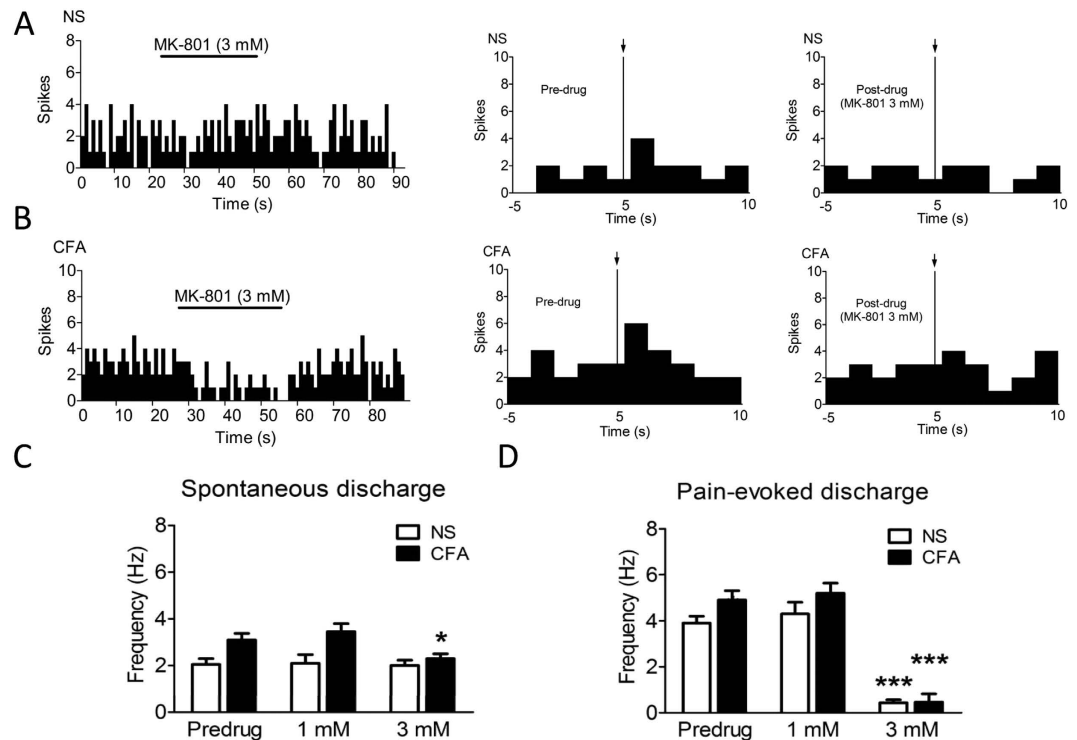 A
NS
MK-801 (3 mM)
Spikes
8
6
4
2
0
0 10 20 30 40 50 60 70 80 90
Time (s)
NS
Pre-drug
Spikes
10
8
6
4
2
0
-5 5 10
Time (s)
NS
Post-drug
(MK-801 3 mM)
Spikes
10
8
6
4
2
0
-5 5 10
Time (s)
B
CFA
MK-801 (3 mM)
Spikes
10
8
6
4
2
0
0 10 20 30 40 50 60 70 80
Time (s)
CFA
Pre-drug
Spikes
10
8
6
4
2
0
-5 5 10
Time (s)
CFA
Post-drug
(MK-801 3 mM)
Spikes
10
8
6
4
2
0
-5 5 10
Time (s)
C
Spontaneous discharge
NS
CFA
Frequency (Hz)
8
6
4
2
0
*
Predrug 1 mM 3 mM
D
Pain-evoked discharge
NS
CFA
Frequency (Hz)
8
6
4
2
0
*** ***
Predrug 1 mM 3 mM